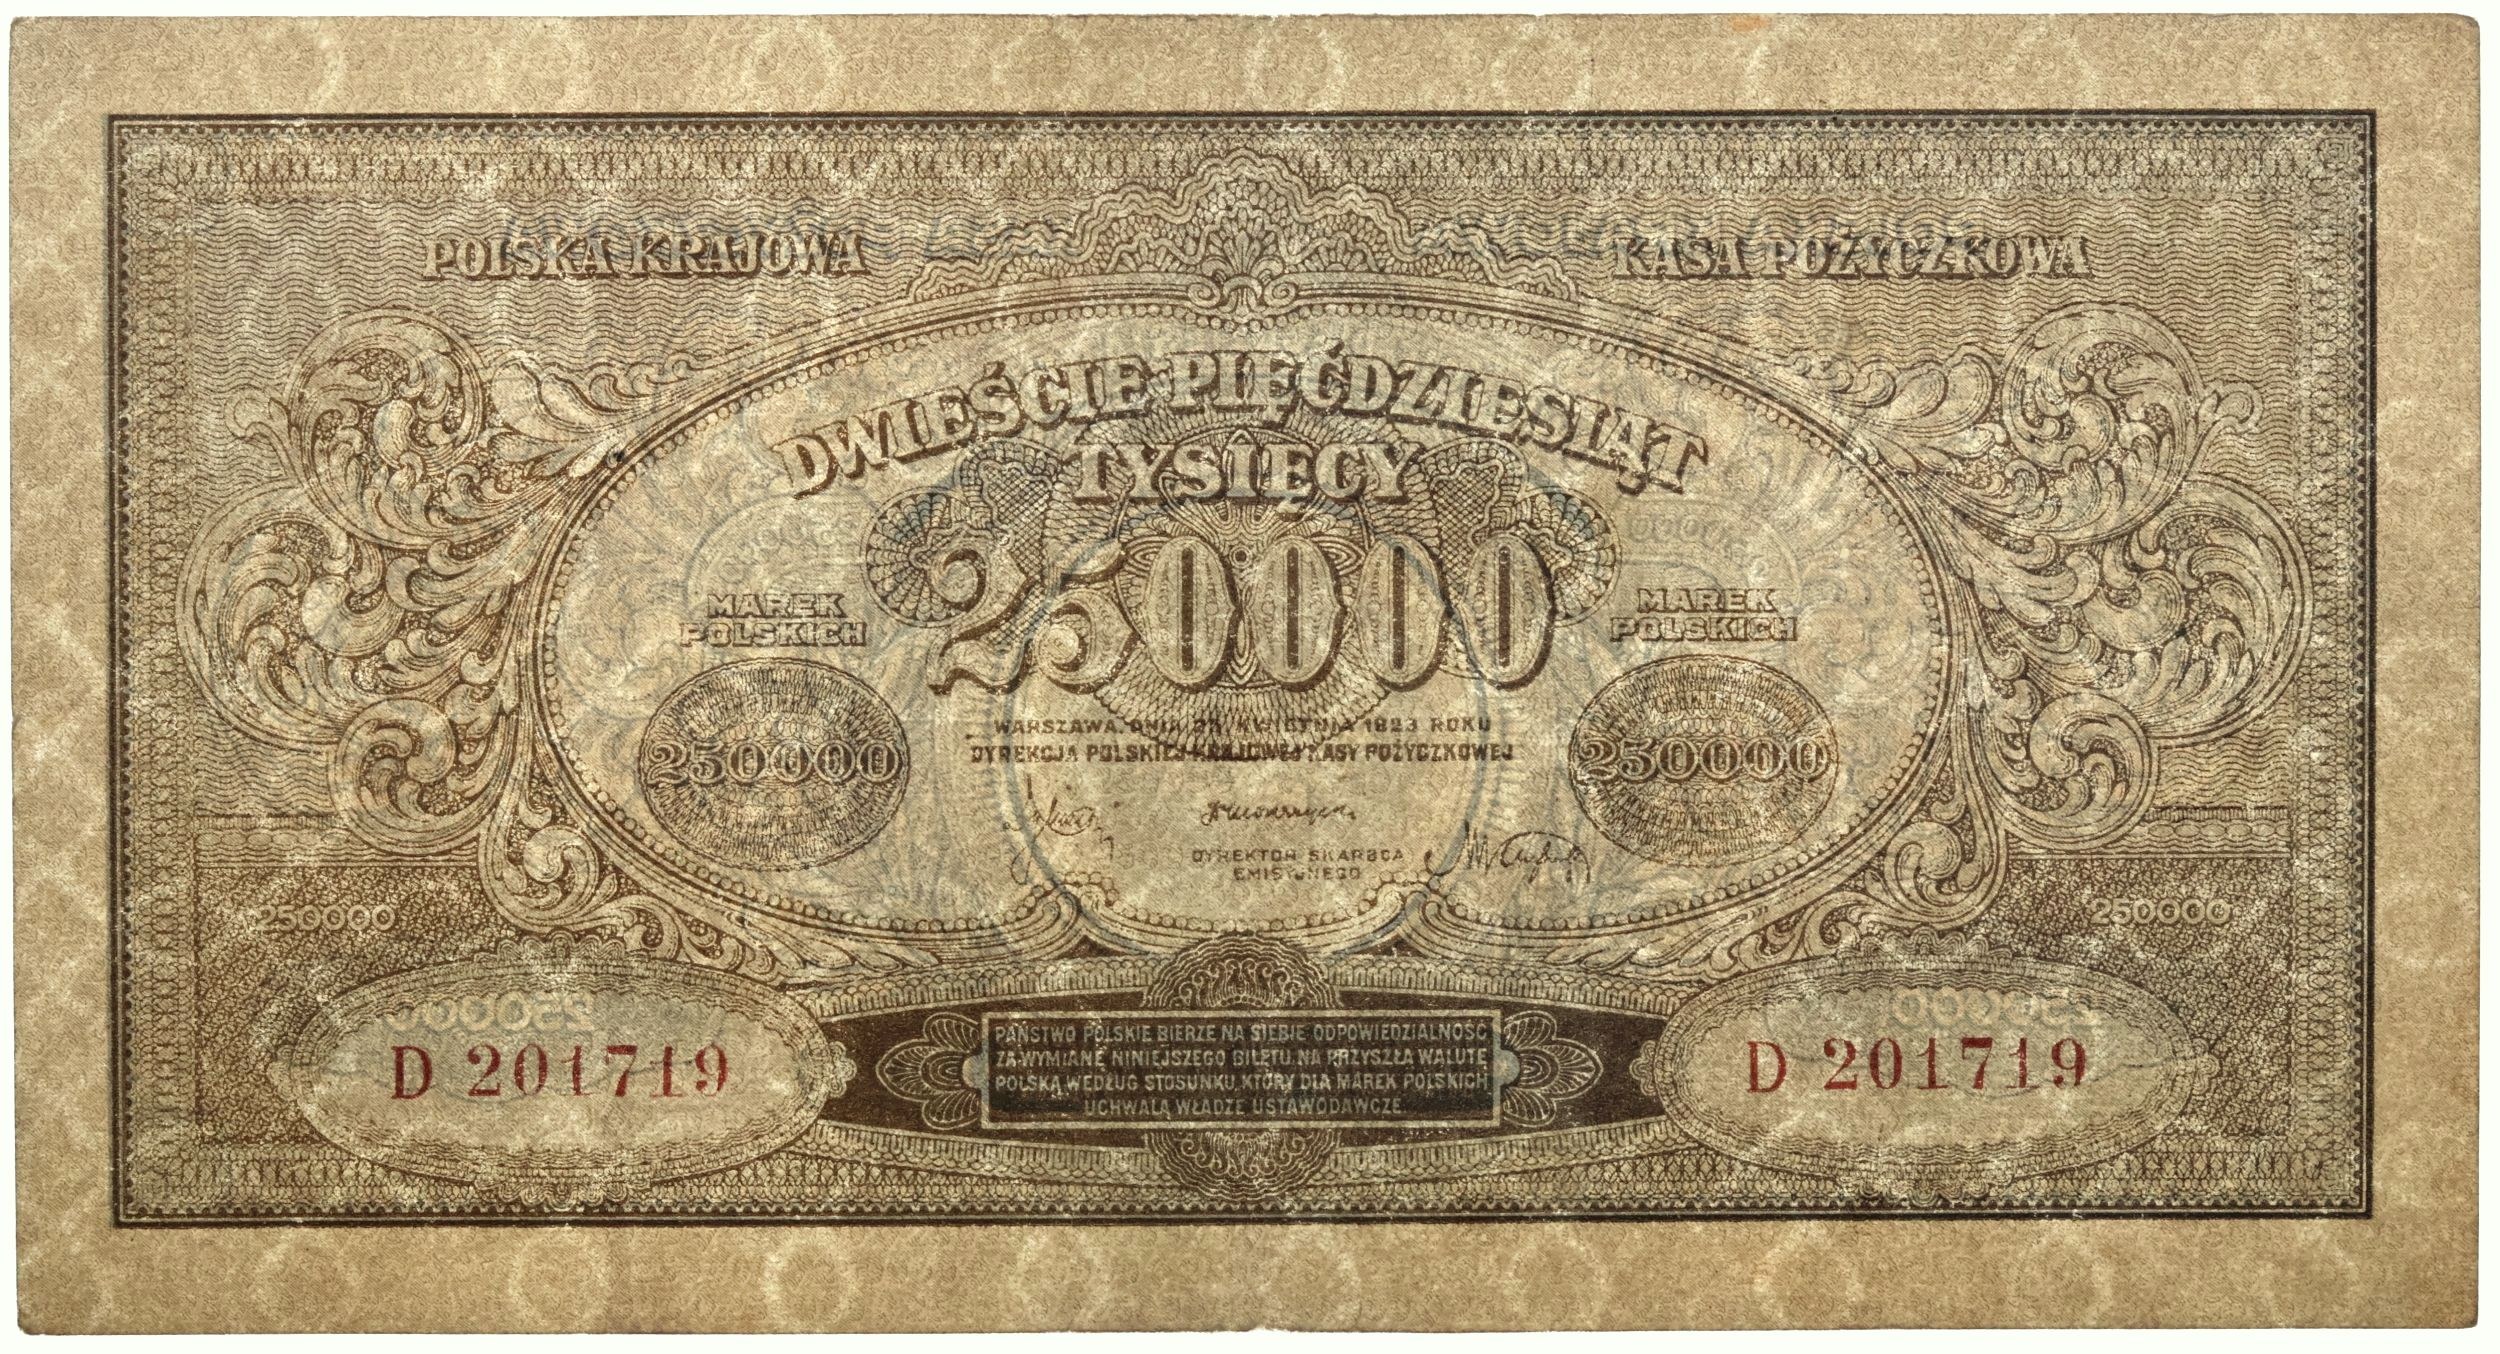 POLSKA KRAJOWA KASA POŻYCZKOWA
DWIEŚCIE PIĘĆDZIESIĄT
TYSIĘCY
250000
MAREK
POLSKICH
MAREK
POLSKICH
250000
250000
WARSZAWA, DNIA 25 KWIETNIA 1923 ROKU
DYREKCJA POLSKIEJ KRAJOWEJ KASY POŻYCZKOWEJ
DYREKTOR SKARBCA
EMISYJNEGO
250000
250000
D 201719
D 201719
PAŃSTWO POLSKIE BIERZE NA SIEBIE ODPOWIEDZIALNOŚĆ
ZA WYMIANĘ NINIEJSZEGO BILETU NA PRZYSZŁĄ WALUTĘ
POLSKĄ WEDŁUG STOSUNKU, KTÓRY DLA MAREK POLSKICH
UCHWALĄ WŁADZE USTAWODAWCZE